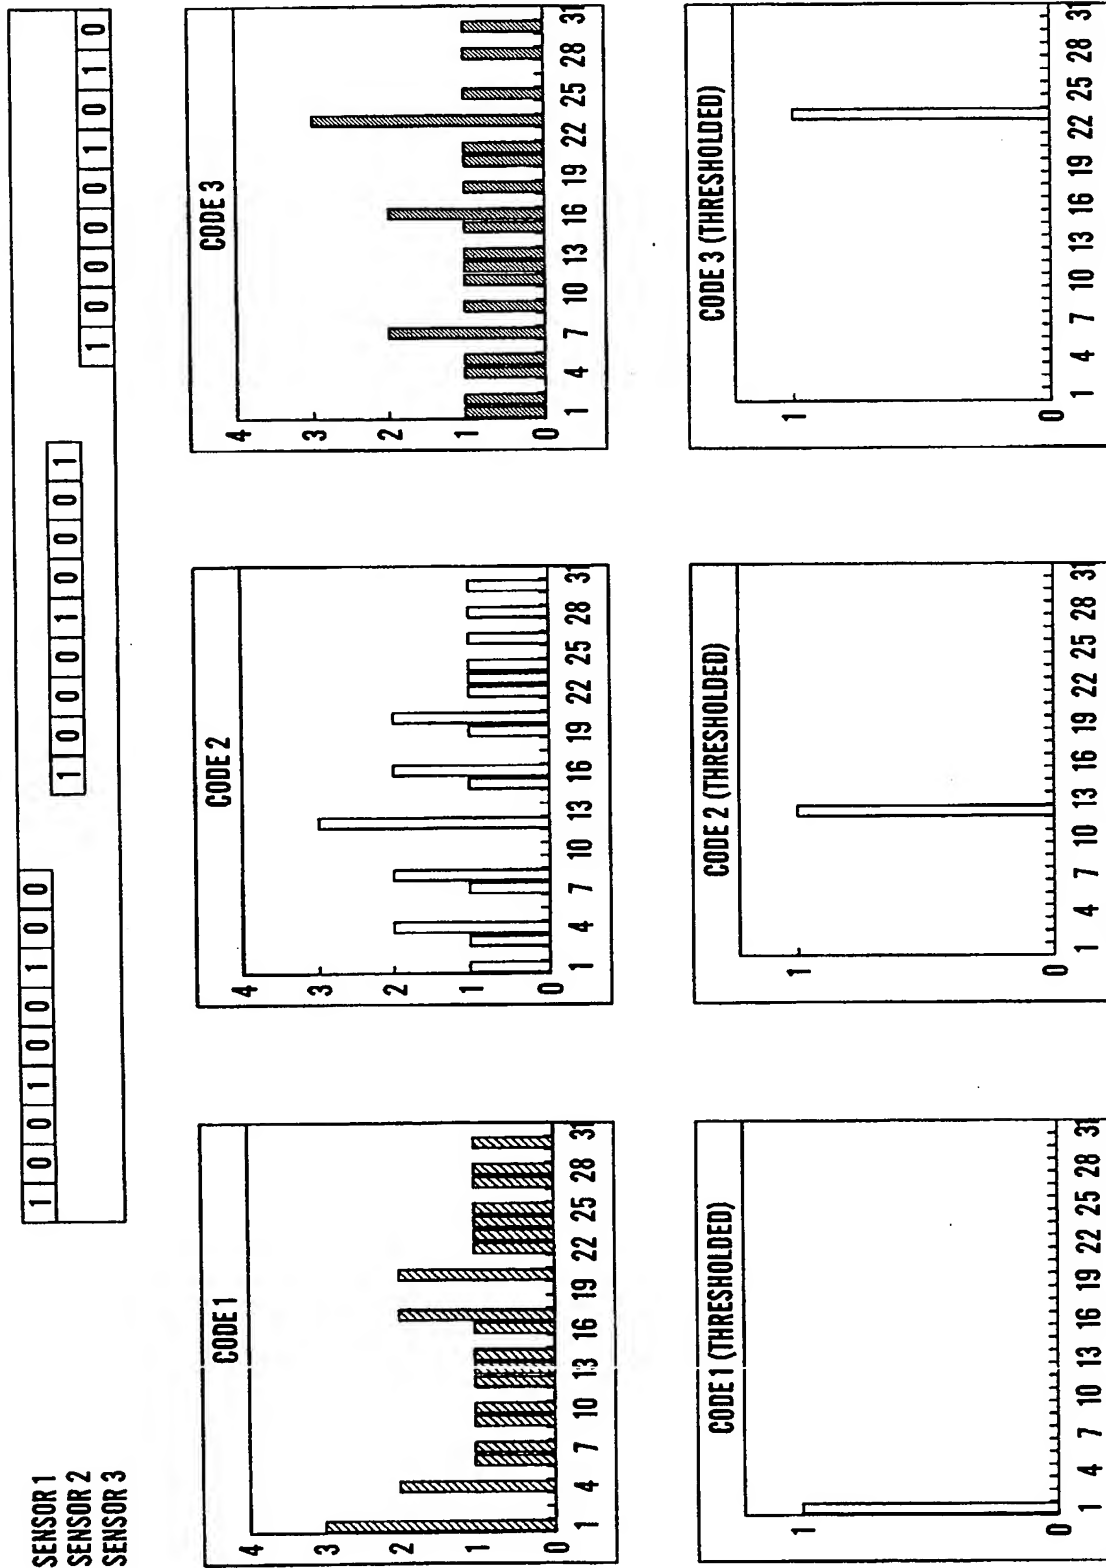 SENSOR 1 1 0 0 1 0 0 1 0 0
SENSOR 2 1 0 0 0 1 0 0 0 1
SENSOR 3 1 0 0 0 0 1 0 1 0
CODE 1
4
3
2
1
0
1 4 7 10 13 16 19 22 25 28 31
CODE 2
4
3
2
1
0
1 4 7 10 13 16 19 22 25 28 31
CODE 3
4
3
2
1
0
1 4 7 10 13 16 19 22 25 28 31
CODE 1 (THRESHOLDED)
1
0
1 4 7 10 13 16 19 22 25 28 31
CODE 2 (THRESHOLDED)
1
0
1 4 7 10 13 16 19 22 25 28 31
CODE 3 (THRESHOLDED)
1
0
1 4 7 10 13 16 19 22 25 28 31